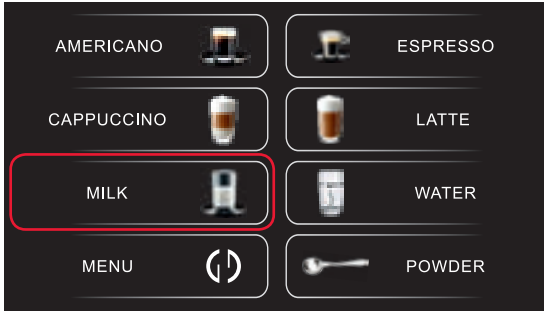 AMERICANO
ESPRESSO
CAPPUCCINO
LATTE
MILK
WATER
MENU
POWDER